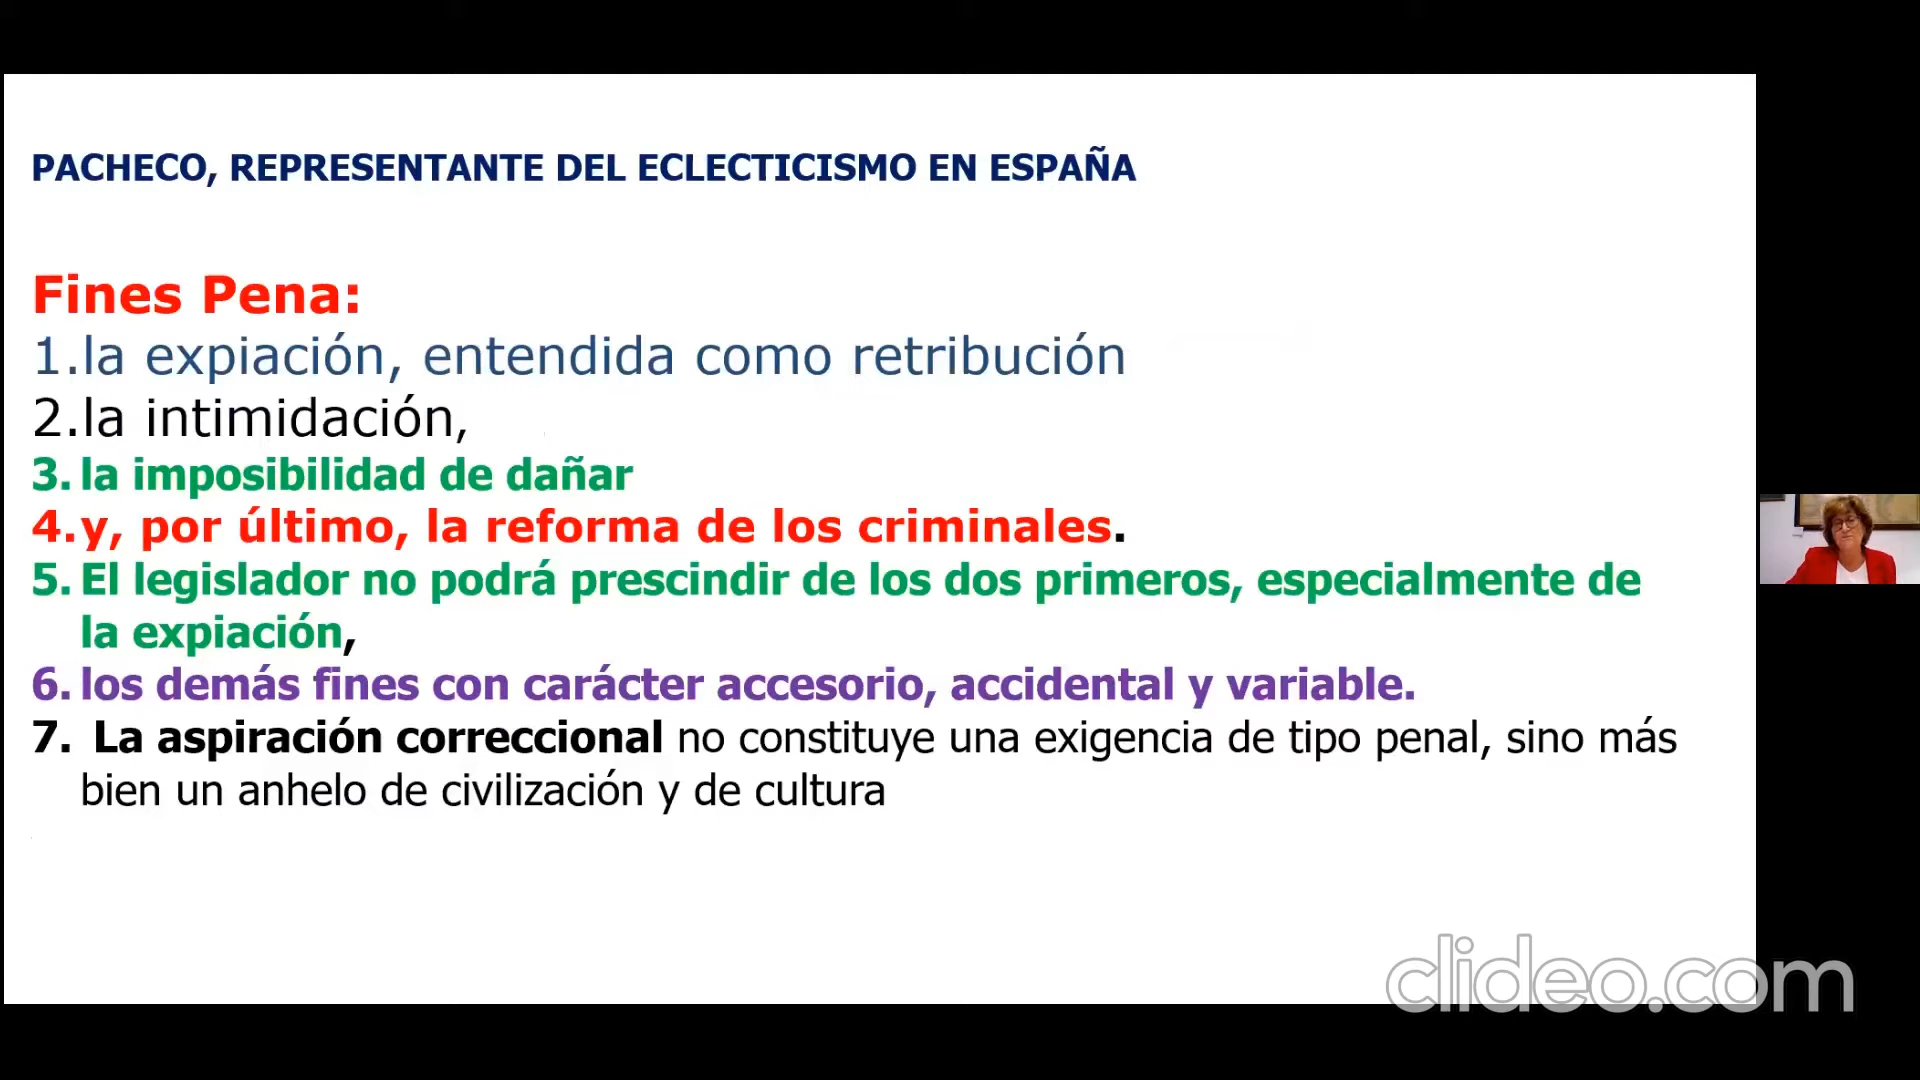 PACHECO, REPRESENTANTE DEL ECLECTICISMO EN ESPAÑA
Fines Pena:
1.la expiación, entendida como retribución
2.la intimidación,
3. la imposibilidad de dañar
4.y, por último, la reforma de los criminales.
5. El legislador no podrá prescindir de los dos primeros, especialmente de
la expiación,
6. los demás fines con carácter accesorio, accidental y variable.
7. La aspiración correccional no constituye una exigencia de tipo penal, sino más
bien un anhelo de civilización y de cultura
clideo.com